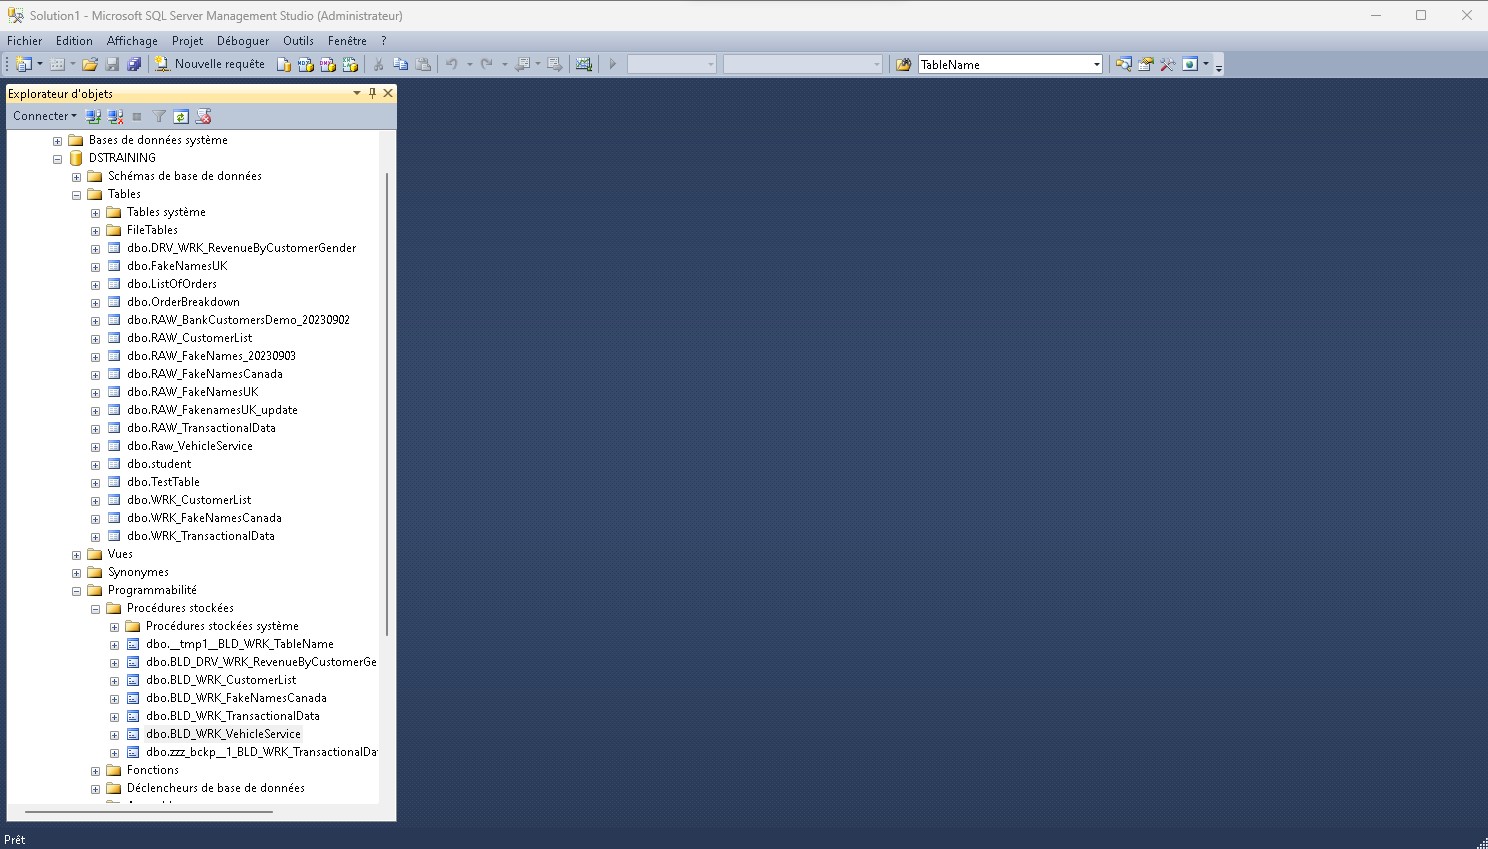 Solution1 - Microsoft SQL Server Management Studio (Administrateur)
Fichier Edition Affichage Projet Déboguer Outils Fenêtre ?
Nouvelle requête TableName
Explorateur d'objets
Connecter
Bases de données système
DSTRAINING
Schémas de base de données
Tables
Tables système
FileTables
dbo.DRV_WRK_RevenueByCustomerGender
dbo.FakeNamesUK
dbo.ListOfOrders
dbo.OrderBreakdown
dbo.RAW_BankCustomersDemo_20230902
dbo.RAW_CustomerList
dbo.RAW_FakeNames_20230903
dbo.RAW_FakeNamesCanada
dbo.RAW_FakeNamesUK
dbo.RAW_FakenamesUK_update
dbo.RAW_TransactionalData
dbo.Raw_VehicleService
dbo.student
dbo.TestTable
dbo.WRK_CustomerList
dbo.WRK_FakeNamesCanada
dbo.WRK_TransactionalData
Vues
Synonymes
Programmabilité
Procédures stockées
Procédures stockées système
dbo.__tmp1__BLD_WRK_TableName
dbo.BLD_DRV_WRK_RevenueByCustomerGe
dbo.BLD_WRK_CustomerList
dbo.BLD_WRK_FakeNamesCanada
dbo.BLD_WRK_TransactionalData
dbo.BLD_WRK_VehicleService
dbo.zzz_bckp__1_BLD_WRK_TransactionalDa
Fonctions
Déclencheurs de base de données
Prêt